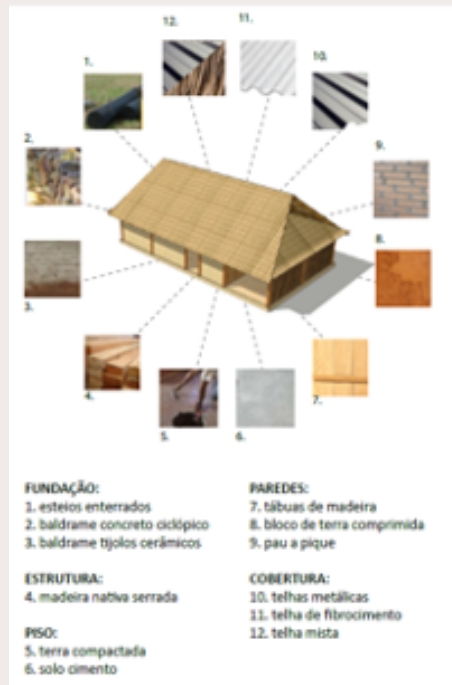 12.
11.
1.
10.
2.
9.
8.
3.
4.
7.
5.
6.
FUNDAÇÃO:
1. esteios enterrados
2. baldrame concreto ciclópico
3. baldrame tijolos cerâmicos
ESTRUTURA:
4. madeira nativa serrada
PISO:
5. terra compactada
6. solo cimento
PAREDES:
7. tábuas de madeira
8. bloco de terra comprimida
9. pau a pique
COBERTURA:
10. telhas metálicas
11. telha de fibrocimento
12. telha mista